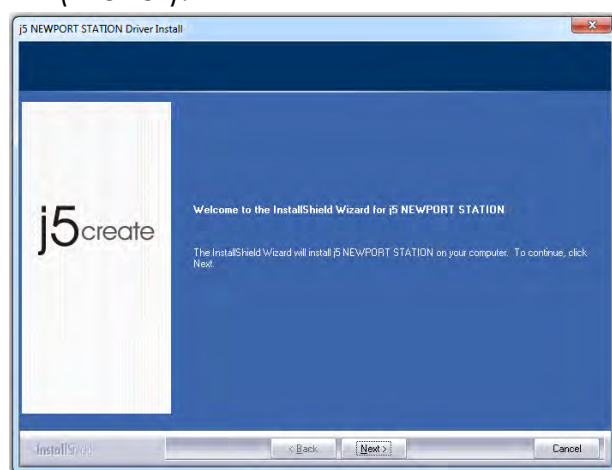 j5 NEWPORT STATION Driver Install
j5create
Welcome to the InstallShield Wizard for j5 NEWPORT STATION
The InstallShield Wizard will install j5 NEWPORT STATION on your computer. To continue, click
Next.
InstallShield
< Back Next > Cancel